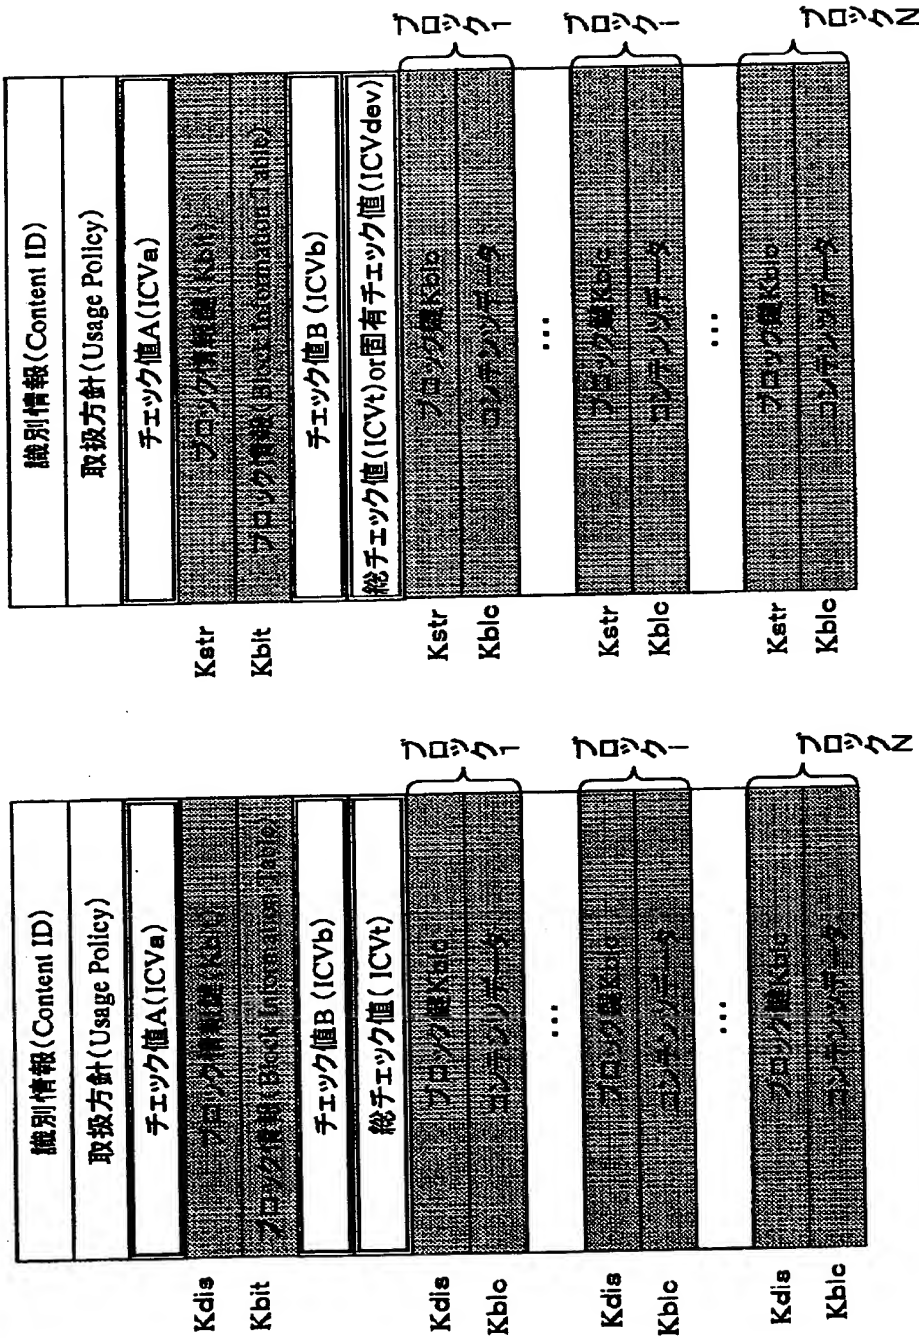 識別情報(Content ID)
取扱方針(Usage Policy)
チェック値A(ICVa)
Kdis ブロック情報鍵(Kbit)
Kbit ブロック情報(Block Information Table)
チェック値B (ICVb)
総チェック値( ICVt)
Kdis ブロック鍵Kblc
Kblc コンテンツデータ
ブロック1
...
Kdis ブロック鍵Kblc
Kblc コンテンツデータ
ブロックI
...
Kdis ブロック鍵Kblc
Kblc コンテンツデータ
ブロックN
識別情報(Content ID)
取扱方針(Usage Policy)
チェック値A(ICVa)
Kstr ブロック情報鍵(Kbit)
Kbit ブロック情報(Block Information Table)
チェック値B (ICVb)
総チェック値(ICVt)or固有チェック値(ICVdev)
Kstr ブロック鍵Kblc
Kblc コンテンツデータ
ブロック1
...
Kstr ブロック鍵Kblc
Kblc コンテンツデータ
ブロックI
...
Kstr ブロック鍵Kblc
Kblc コンテンツデータ
ブロックN